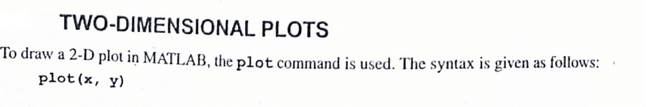 TWO-DIMENSIONAL PLOTS
To draw a 2-D plot in MATLAB, the plot command is used. The syntax is given as follows:
plot(x, y)